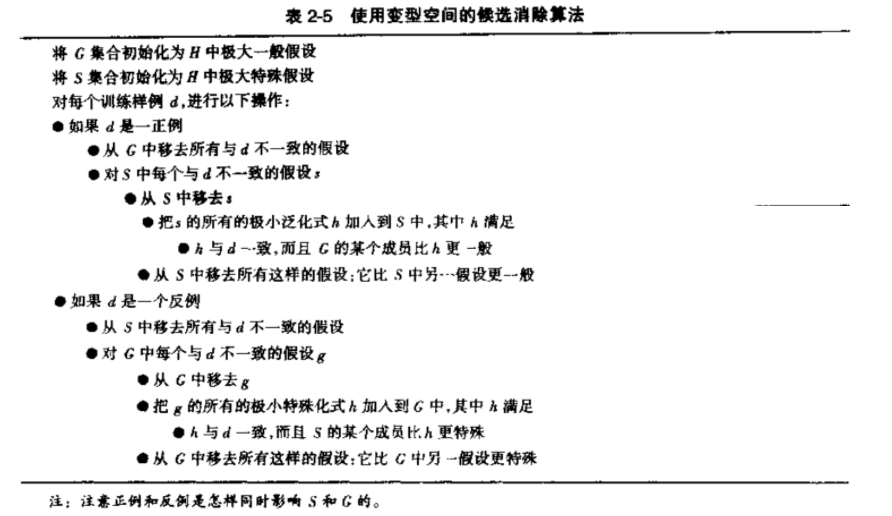 表 2-5 使用变型空间的候选消除算法
将 G 集合初始化为 H 中极大一般假设
将 S 集合初始化为 H 中极大特殊假设
对每个训练样例 d,进行以下操作:
●如果 d 是一正例
●从 G 中移去所有与 d 不一致的假设
●对 S 中每个与 d 不一致的假设 s
●从 S 中移去 s
●把 s 的所有的极小泛化式 h 加入到 S 中,其中 h 满足
●h 与 d 一致,而且 G 的某个成员比 h 更一般
●从 S 中移去所有这样的假设:它比 S 中另一假设更一般
●如果 d 是一个反例
●从 S 中移去所有与 d 不一致的假设
●对 G 中每个与 d 不一致的假设 g
●从 G 中移去 g
●把 g 的所有的极小特殊化式 h 加入到 G 中,其中 h 满足
●h 与 d 一致,而且 S 的某个成员比 h 更特殊
●从 G 中移去所有这样的假设:它比 G 中另一假设更特殊
注:注意正例和反例是怎样同时影响 S 和 G 的。